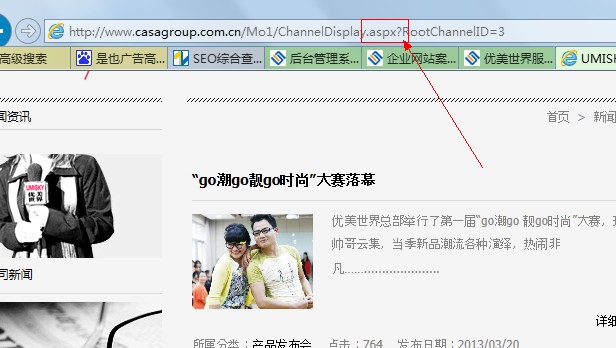 http://www.casagroup.com.cn/Mo1/ChannelDisplay.aspx?RootChannelID=3
高级搜索 是也广告高... SEO综合查... 后台管理系... 企业网站案... 优美世界服... UMISK
闻资讯
首页 > 新闻
UMISKY
优美
世界
“go潮go靓go时尚”大赛落幕
优美世界总部举行了第一届“go潮go 靓go时尚”大赛,
帅哥云集，当季新品潮流各种演绎，热闹非
凡...........................
司新闻
详细
所属分类：产品发布会 点击：764 发布日期：2013/03/20